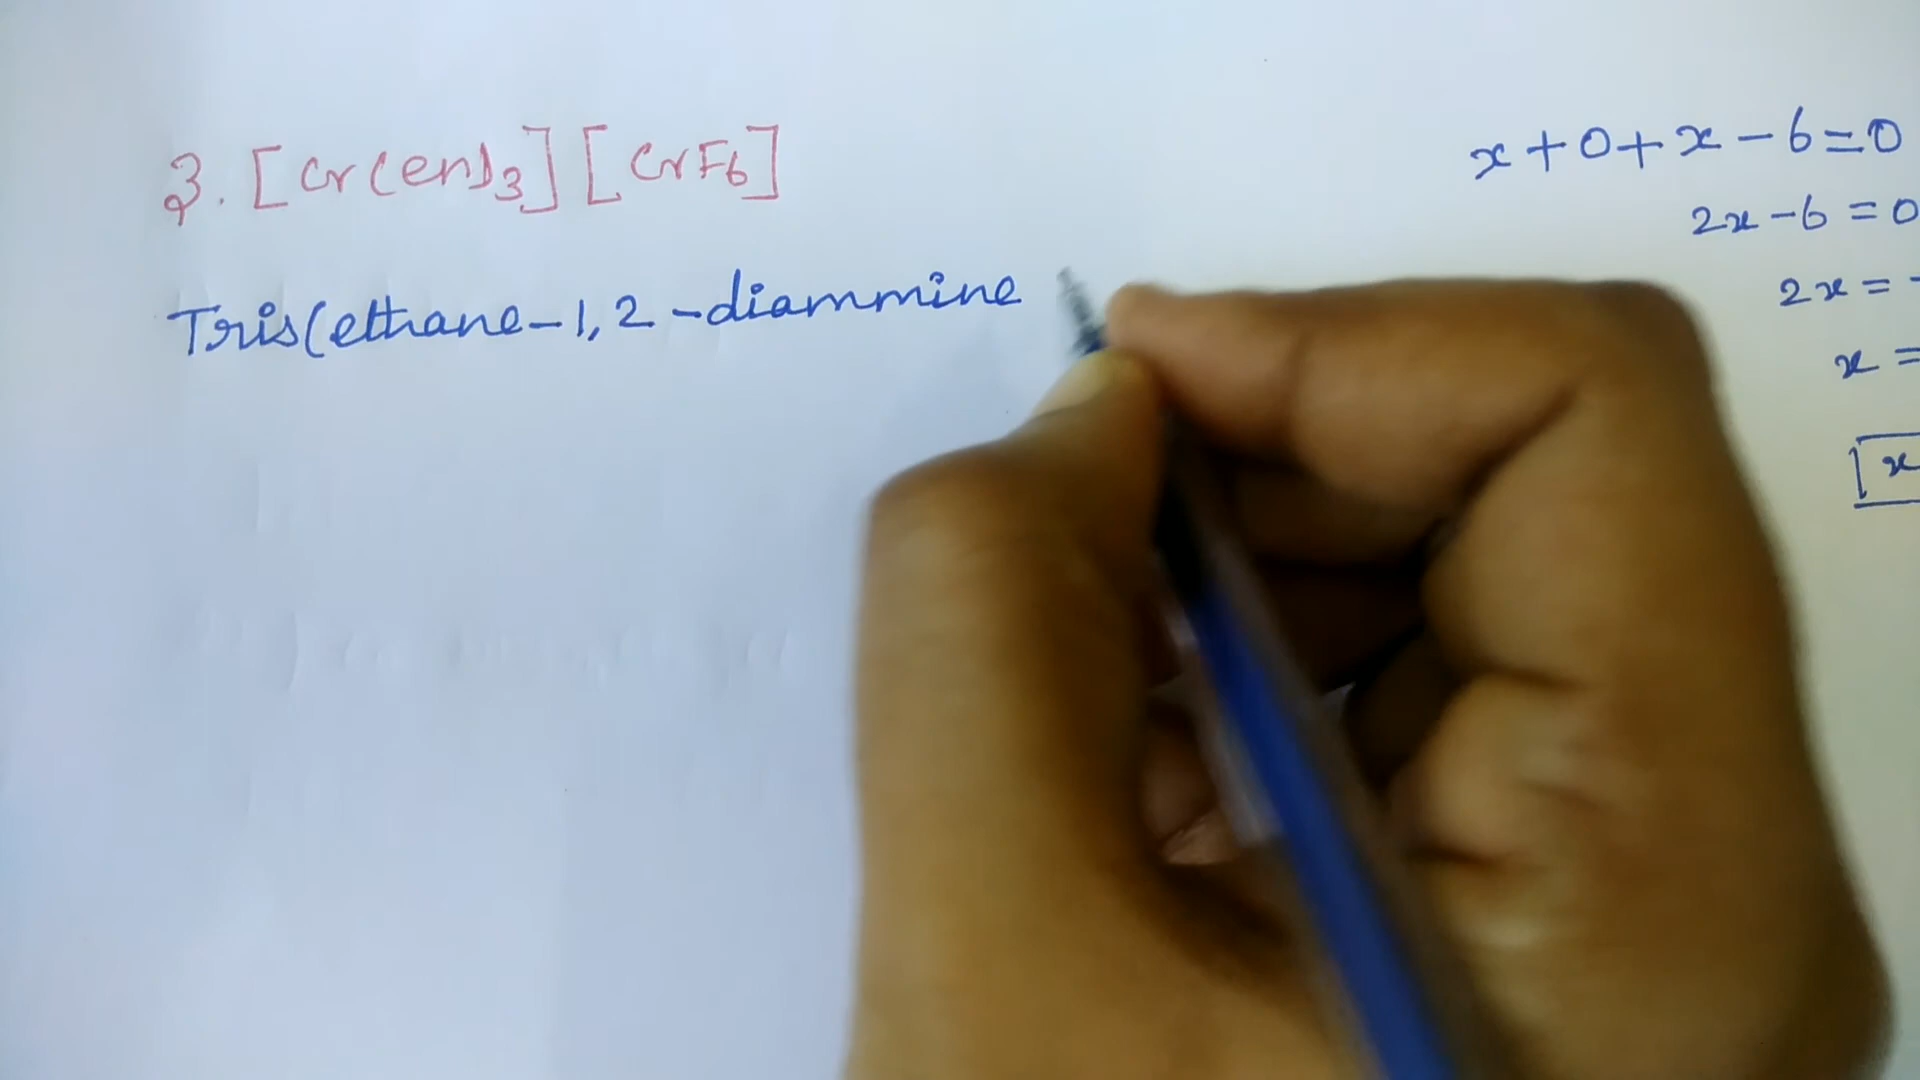 3. [Cr(en)3] [CrF6]
Tris(ethane-1,2-diammine
x+0+x-6=0
2x-6=0
2x=
x=
x